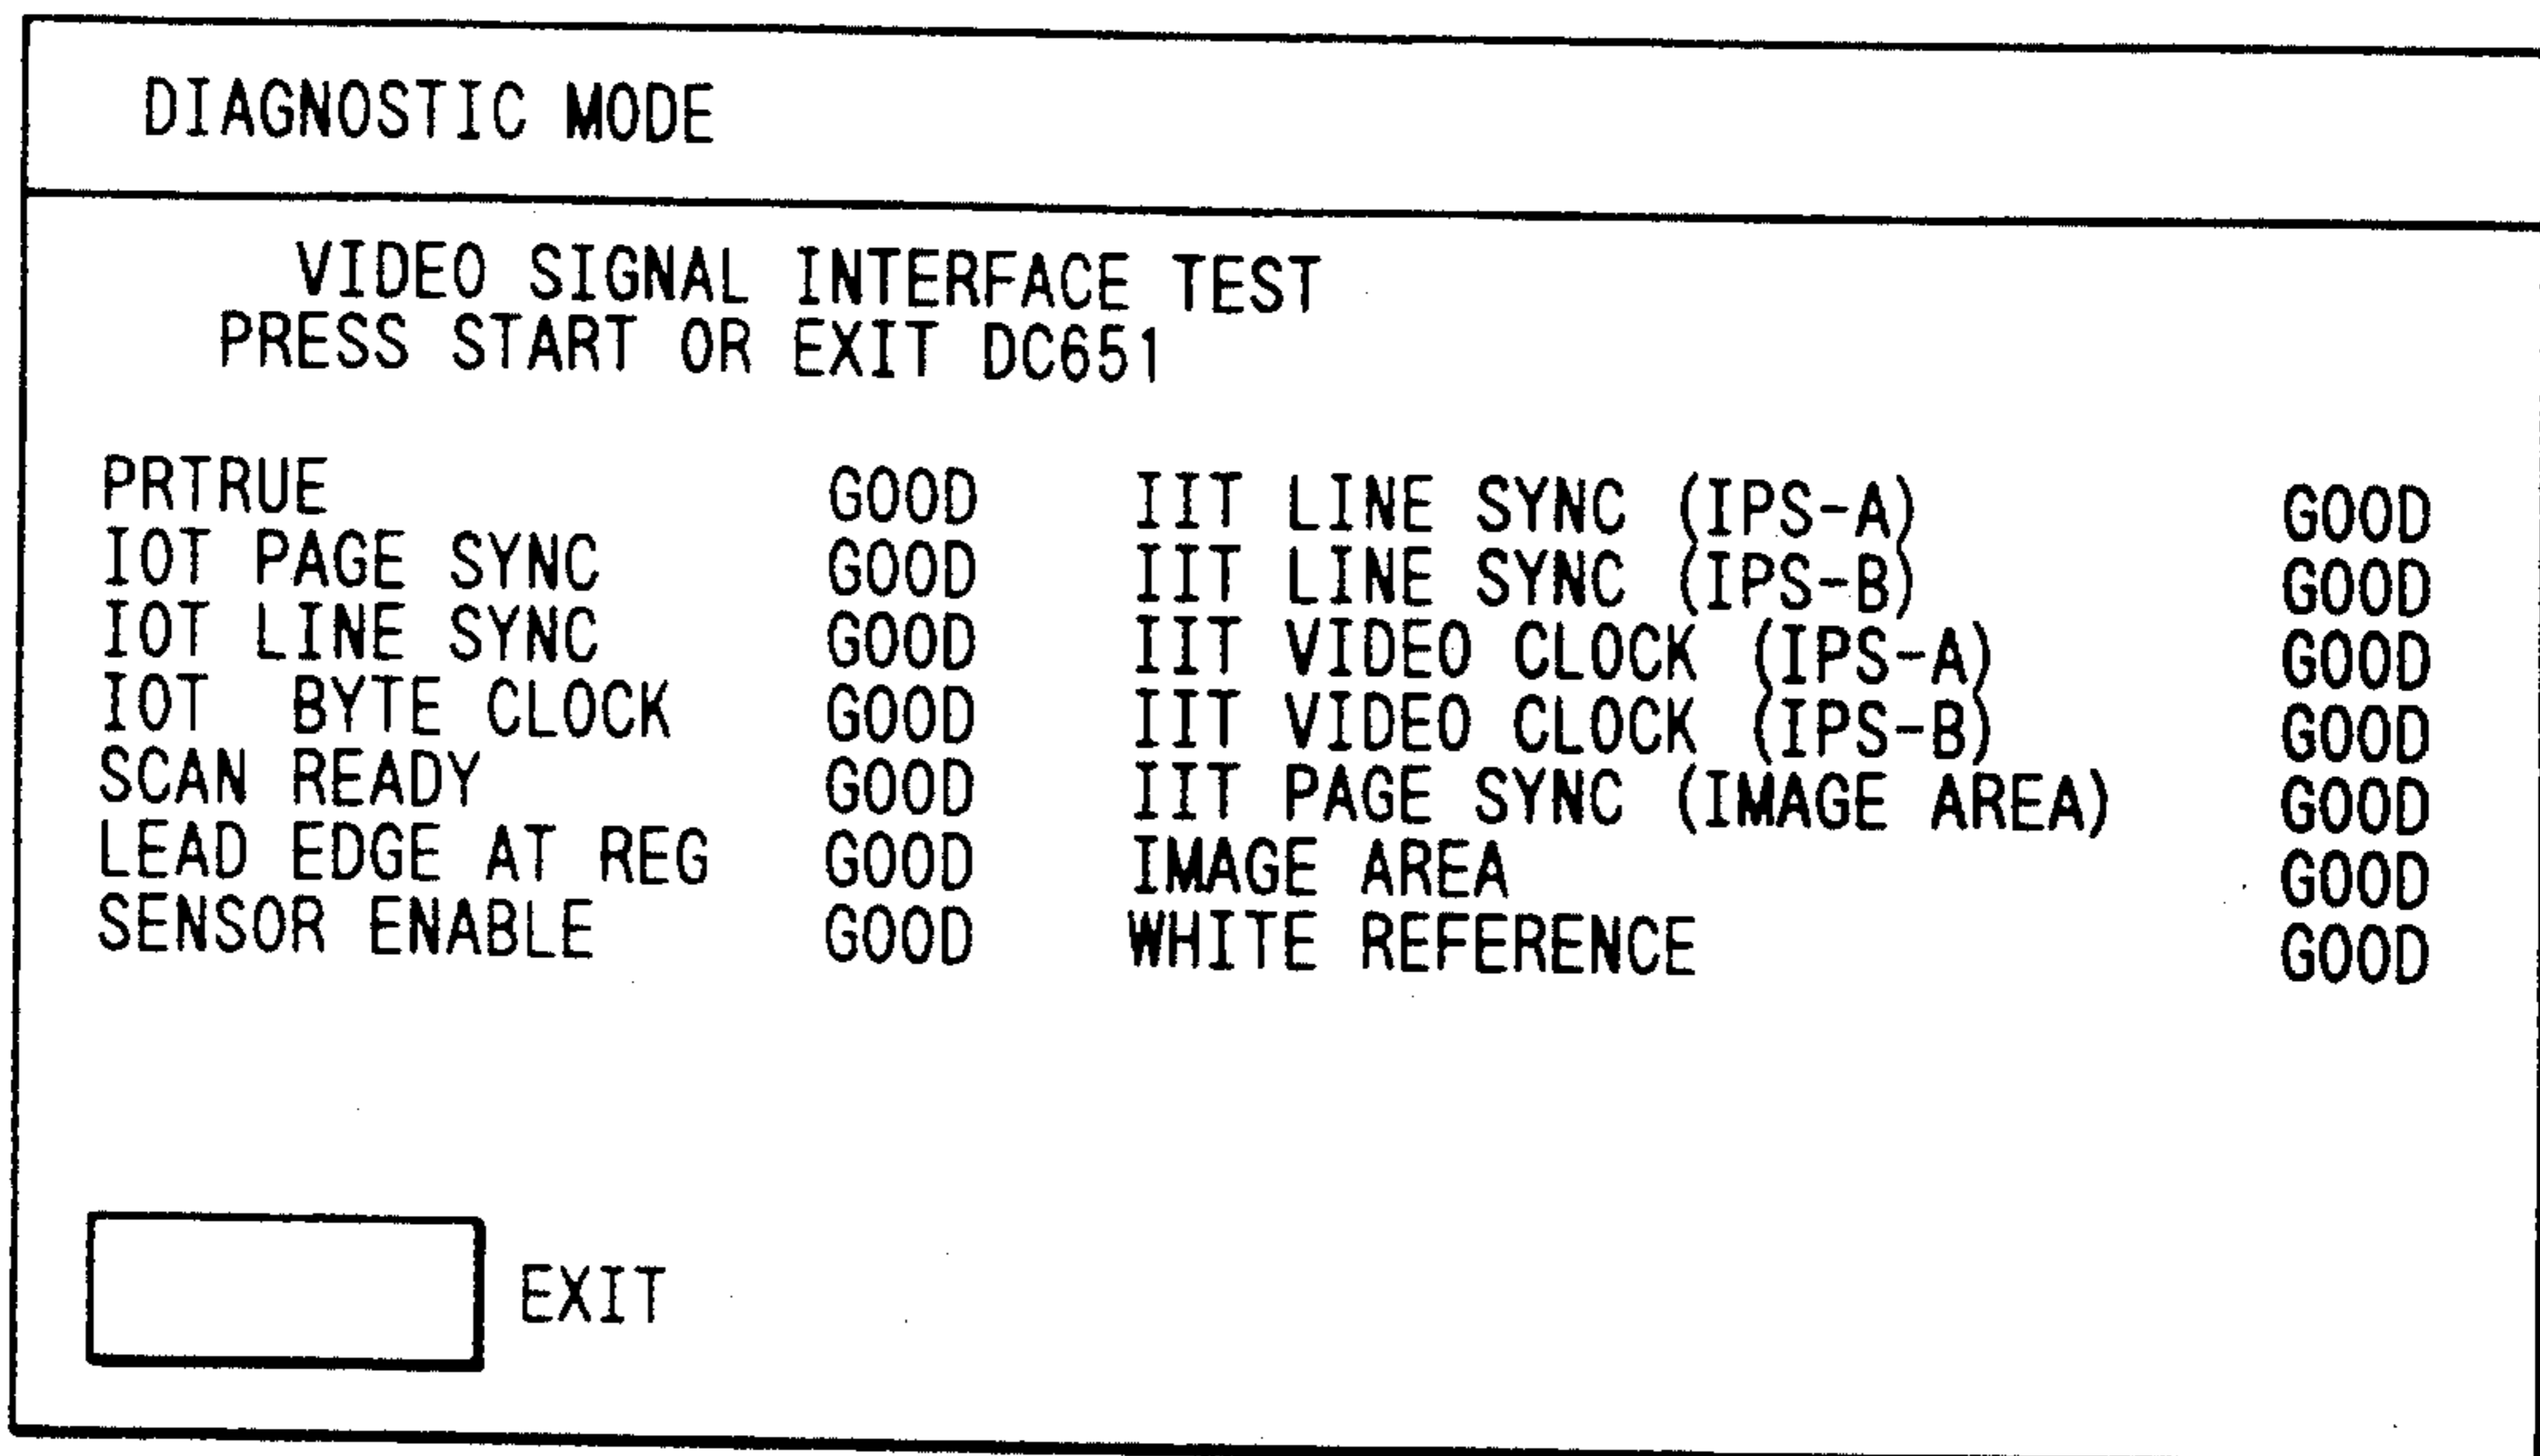 DIAGNOSTIC MODE
VIDEO SIGNAL INTERFACE TEST
PRESS START OR EXIT DC651
PRTRUE GOOD IIT LINE SYNC (IPS-A) GOOD
IOT PAGE SYNC GOOD IIT LINE SYNC (IPS-B) GOOD
IOT LINE SYNC GOOD IIT VIDEO CLOCK (IPS-A) GOOD
IOT BYTE CLOCK GOOD IIT VIDEO CLOCK (IPS-B) GOOD
SCAN READY GOOD IIT PAGE SYNC (IMAGE AREA) GOOD
LEAD EDGE AT REG GOOD IMAGE AREA GOOD
SENSOR ENABLE GOOD WHITE REFERENCE GOOD
EXIT